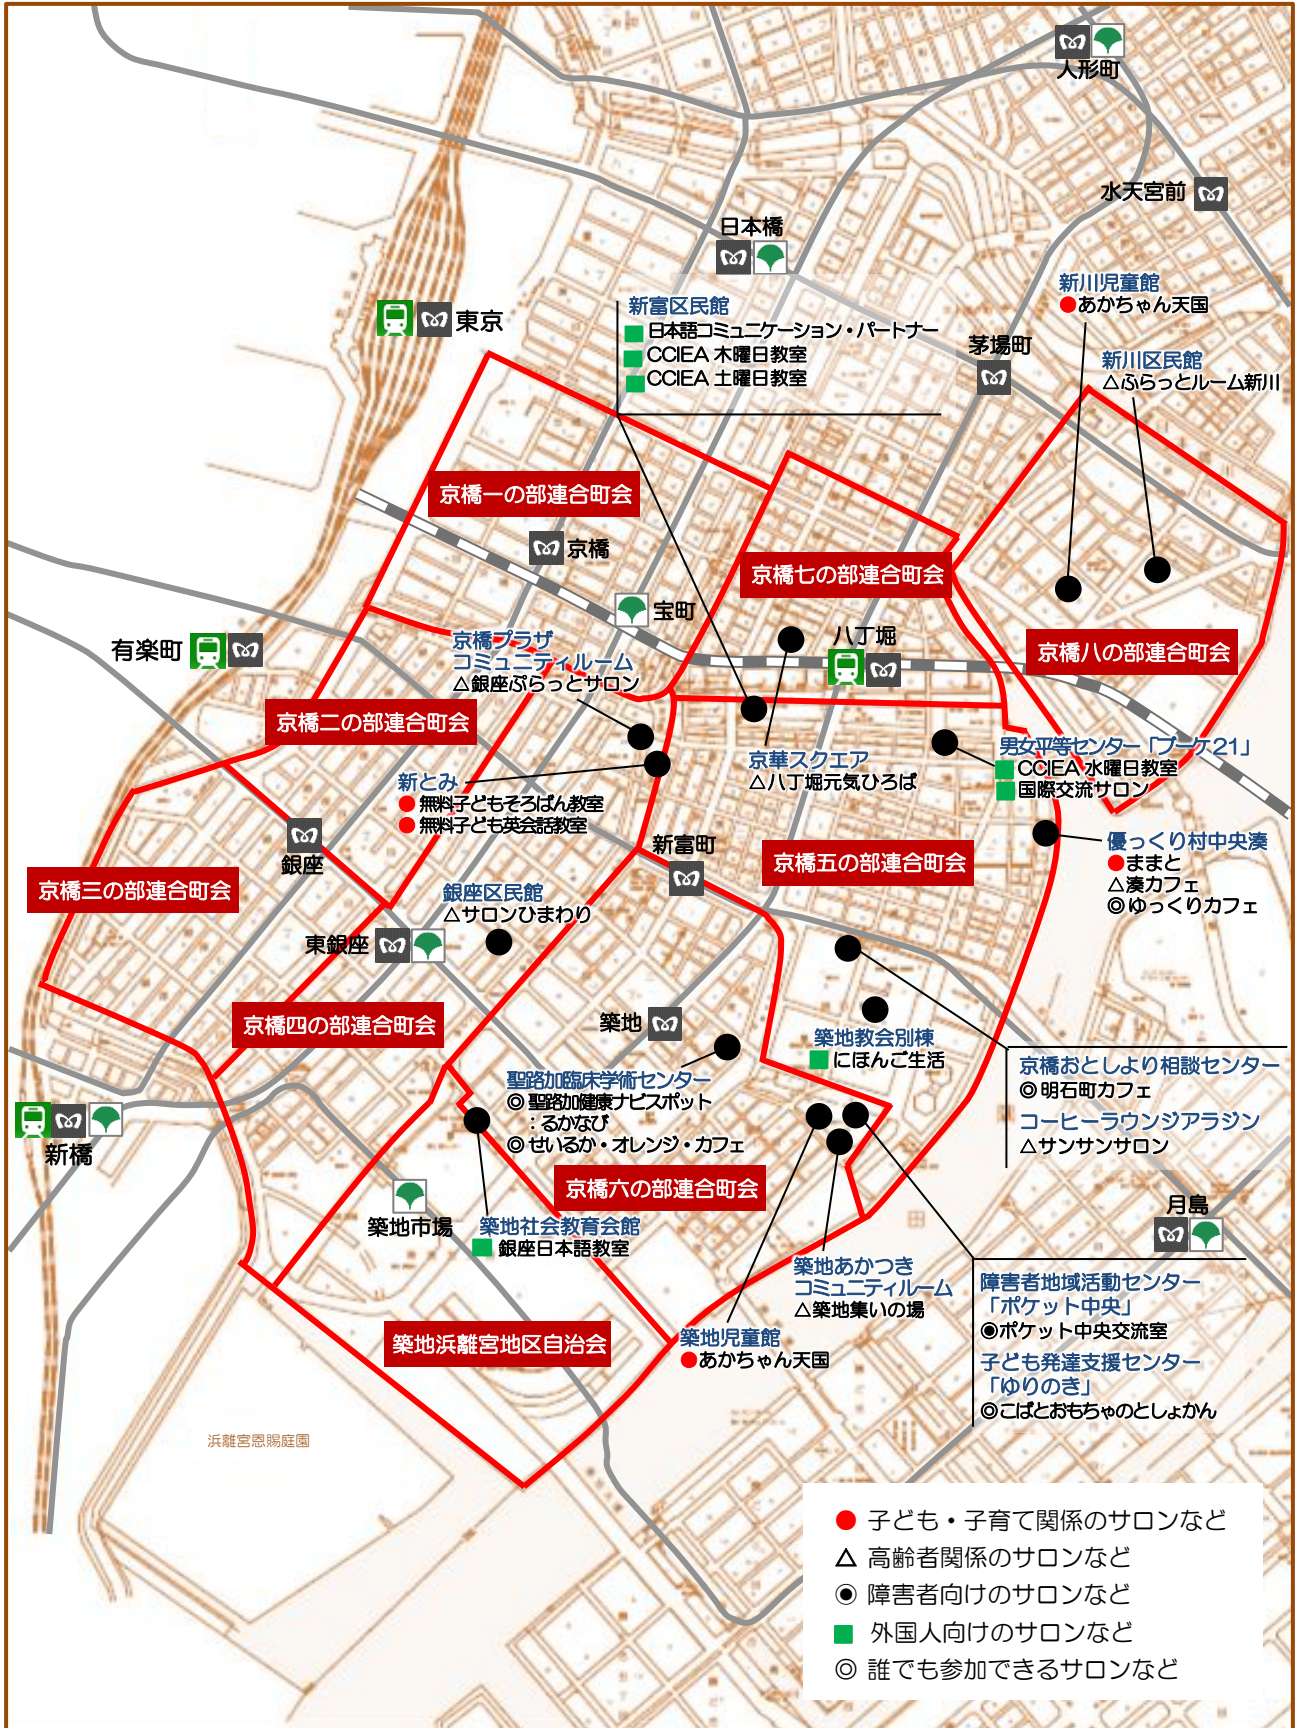 人形町
水天宮前
日本橋
東京
新富区民館
■日本語コミュニケーション・パートナー
■CCIEA 木曜日教室
■CCIEA 土曜日教室
新川児童館
●あかちゃん天国
茅場町
新川区民館
△ふらっとルーム新川
京橋一の部連合町会
京橋
京橋七の部連合町会
宝町
八丁堀
有楽町
京橋プラザ
コミュニティルーム
△銀座ぷらっとサロン
京橋八の部連合町会
京橋二の部連合町会
京華スクエア
△八丁堀元気ひろば
男女平等センター「ブーケ21」
■CCIEA 水曜日教室
■国際交流サロン
新とみ
●無料子どもそろばん教室
●無料子ども英会話教室
銀座
新富町
京橋五の部連合町会
優っくり村中央湊
●ままと
△湊カフェ
◎ゆっくりカフェ
京橋三の部連合町会
銀座区民館
△サロンひまわり
東銀座
京橋四の部連合町会
築地
築地教会別棟
■にほんご生活
京橋おとしより相談センター
◎明石町カフェ
コーヒーラウンジアラジン
△サンサンサロン
聖路加臨床学術センター
◎聖路加健康ナビスポット
：るかなび
◎せいるか・オレンジ・カフェ
新橋
京橋六の部連合町会
築地市場
築地社会教育会館
■銀座日本語教室
月島
築地あかつき
コミュニティルーム
△築地集いの場
障害者地域活動センター
「ポケット中央」
◉ポケット中央交流室
子ども発達支援センター
「ゆりのき」
◎こばとおもちゃのとしょかん
築地児童館
●あかちゃん天国
築地浜離宮地区自治会
浜離宮恩賜庭園
● 子ども・子育て関係のサロンなど
△ 高齢者関係のサロンなど
◉ 障害者向けのサロンなど
■ 外国人向けのサロンなど
◎ 誰でも参加できるサロンなど